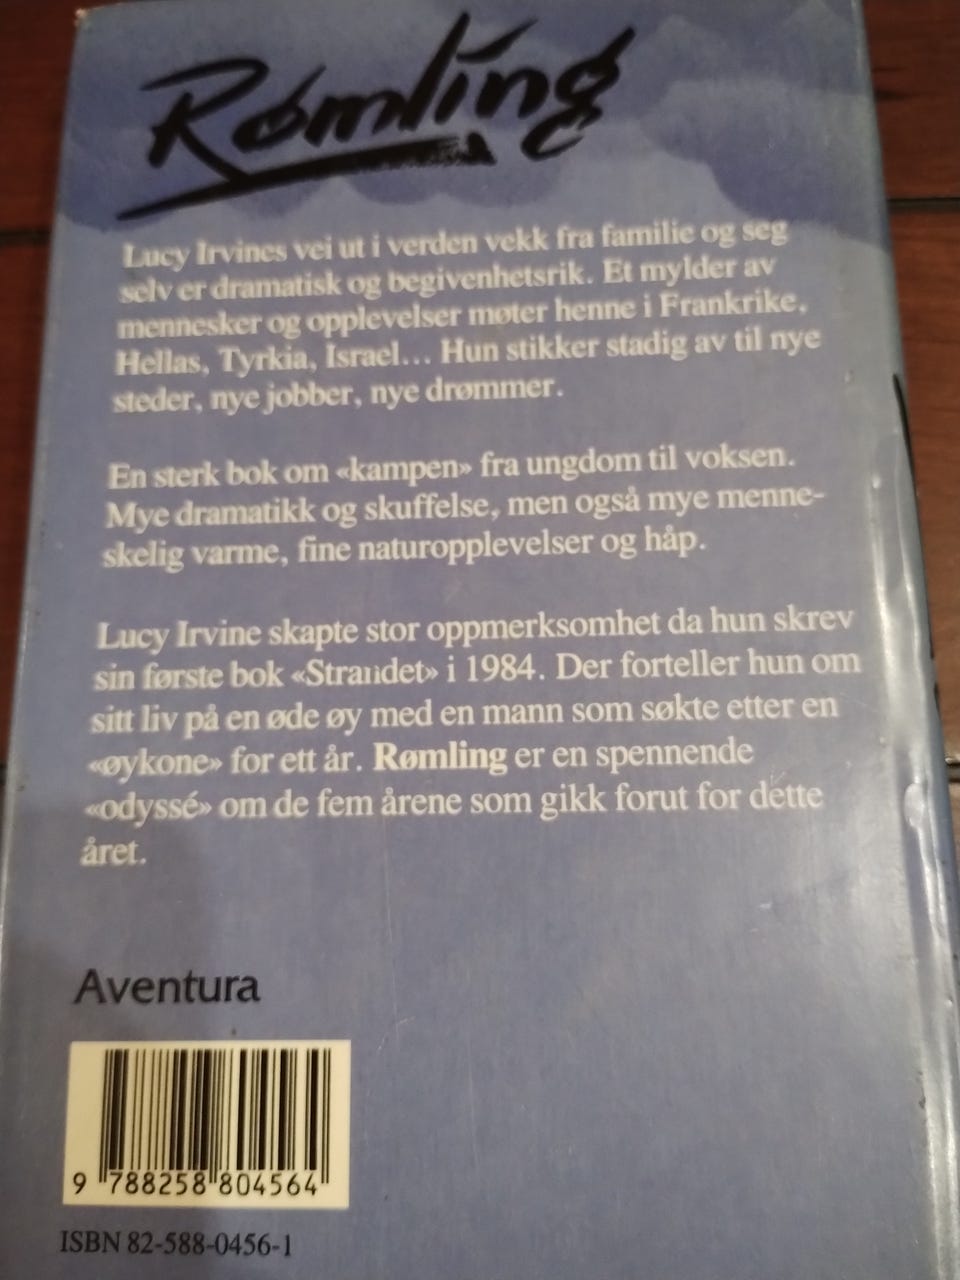 Rømling
Lucy Irvines vei ut i verden vekk fra familie og seg
selv er dramatisk og begivenhetsrik. Et mylder av
mennesker og opplevelser møter henne i Frankrike,
Hellas, Tyrkia, Israel... Hun stikker stadig av til nye
steder, nye jobber, nye drømmer.
En sterk bok om «kampen» fra ungdom til voksen.
Mye dramatikk og skuffelse, men også mye menne-
skelig varme, fine naturopplevelser og håp.
Lucy Irvine skapte stor oppmerksomhet da hun skrev
sin første bok «Strandet» i 1984. Der forteller hun om
sitt liv på en øde øy med en mann som søkte etter en
«øykone» for ett år. Rømling er en spennende
«odyssé» om de fem årene som gikk forut for dette
året.
Aventura
9 788258 804564
ISBN 82-588-0456-1